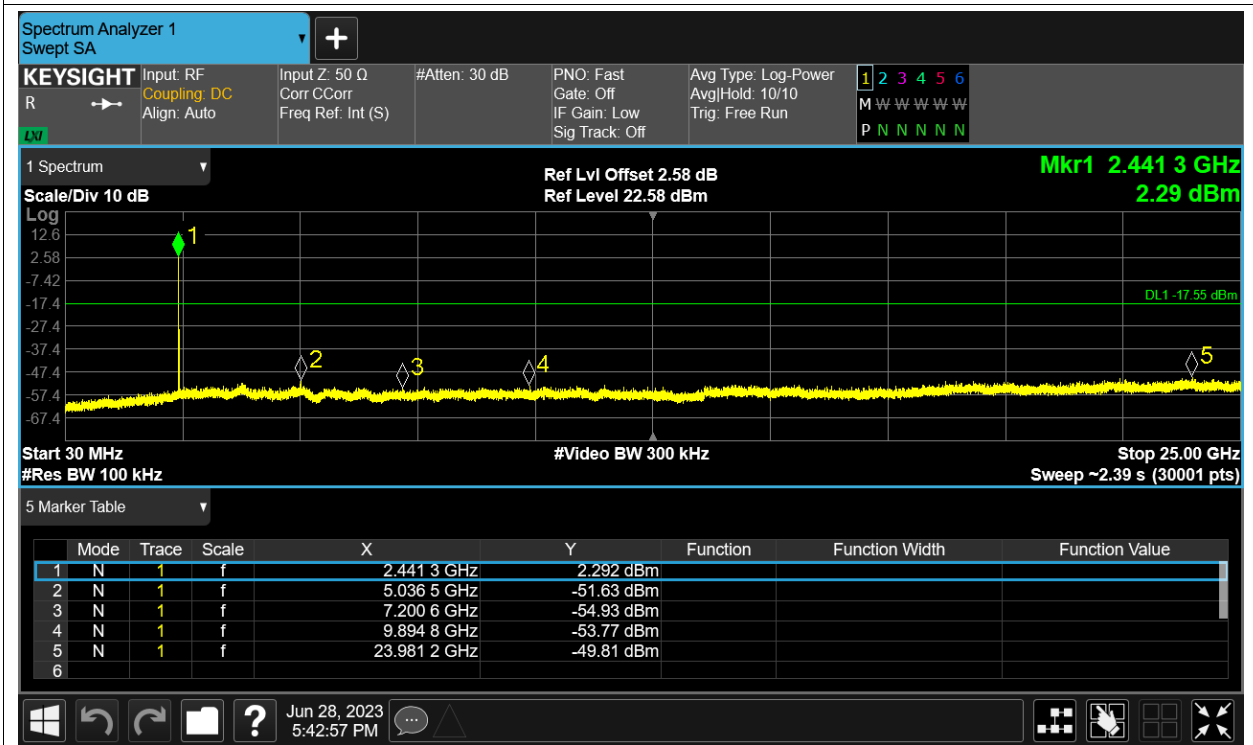 Spectrum Analyzer 1
Swept SA
KEYSIGHT Input: RF Input Z: 50 Ω #Atten: 30 dB PNO: Fast Avg Type: Log-Power 1 2 3 4 5 6
R Coupling: DC Corr CCorr Gate: Off Avg|Hold: 10/10 M W W W W W
Align: Auto Freq Ref: Int (S) IF Gain: Low Trig: Free Run
LXI Sig Track: Off P N N N N N
1 Spectrum Ref Lvl Offset 2.58 dB Mkr1 2.441 3 GHz
Scale/Div 10 dB Ref Level 22.58 dBm 2.29 dBm
Log
12.6 1
2.58
-7.42
-17.4 DL1 -17.55 dBm
-27.4
-37.4
-47.4 2 3 4 5
-57.4
-67.4
Start 30 MHz #Video BW 300 kHz Stop 25.00 GHz
#Res BW 100 kHz Sweep ~2.39 s (30001 pts)
5 Marker Table
Mode Trace Scale X Y Function Function Width Function Value
1 N 1 f 2.441 3 GHz 2.292 dBm
2 N 1 f 5.036 5 GHz -51.63 dBm
3 N 1 f 7.200 6 GHz -54.93 dBm
4 N 1 f 9.894 8 GHz -53.77 dBm
5 N 1 f 23.981 2 GHz -49.81 dBm
6
? Jun 28, 2023
5:42:57 PM